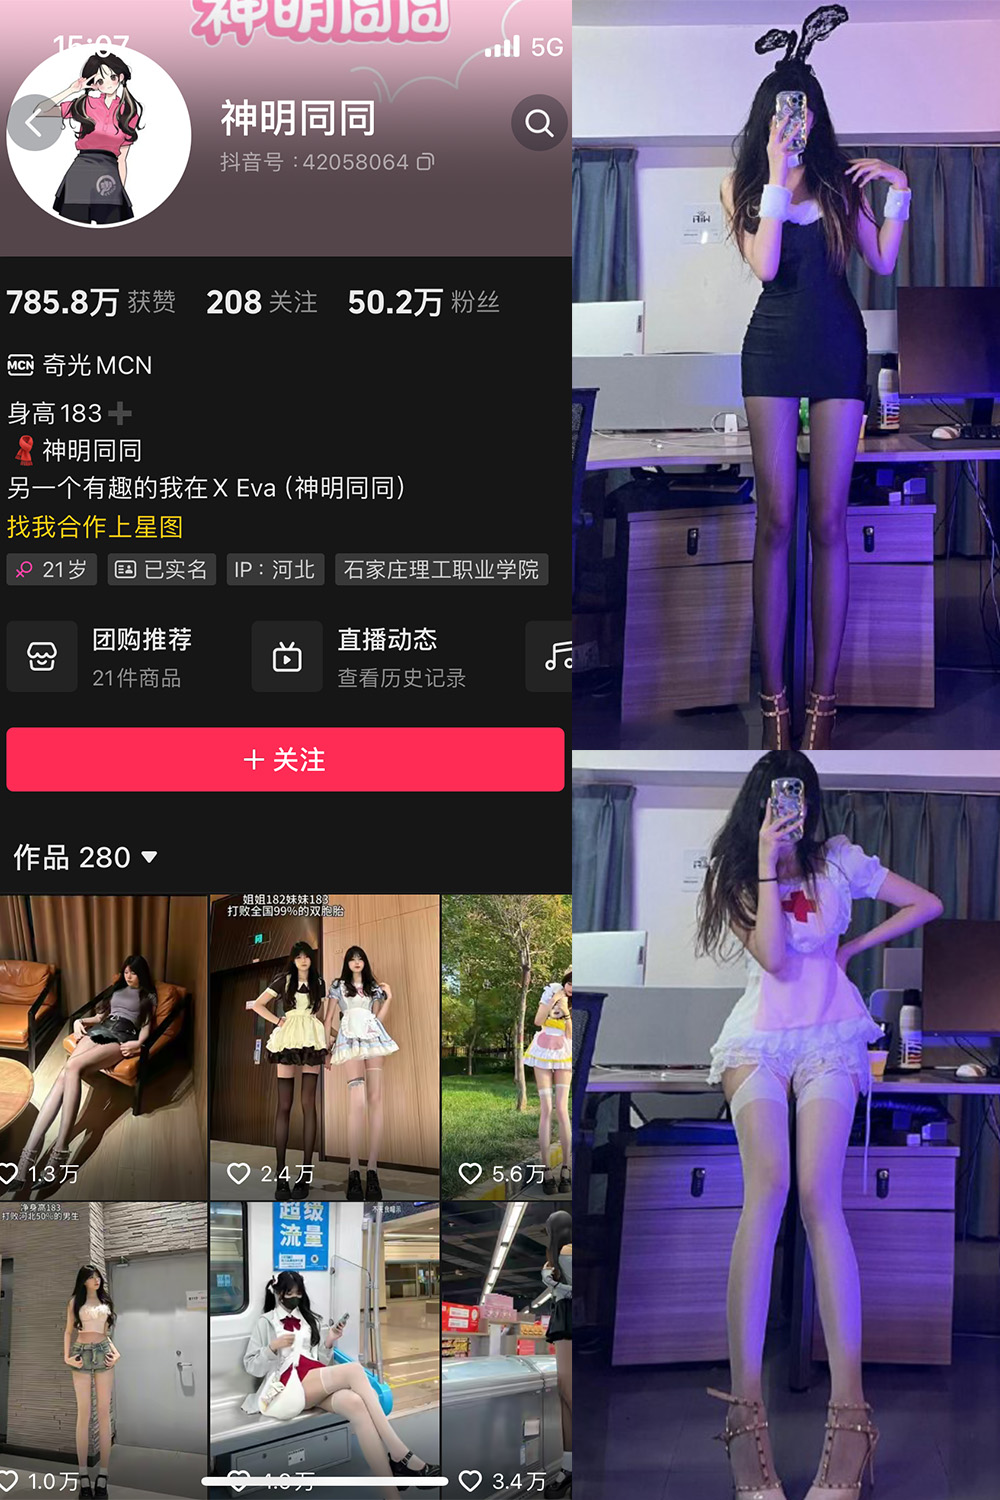 神明同同
15:07
5G
神明同同
抖音号：42058064
785.8万 获赞 208 关注 50.2万 粉丝
MCN 奇光MCN
身高183➕
🧣神明同同
另一个有趣的我在X Eva（神明同同）
找我合作上星图
21岁 已实名 IP：河北 石家庄理工职业学院
团购推荐
21件商品
直播动态
查看历史记录
＋ 关注
作品 280
姐姐182妹妹183
打败全国99%的双胞胎
1.3万
2.4万
5.6万
净身高183
打败河北50%的男生
超级
流量
1.0万
3.4万